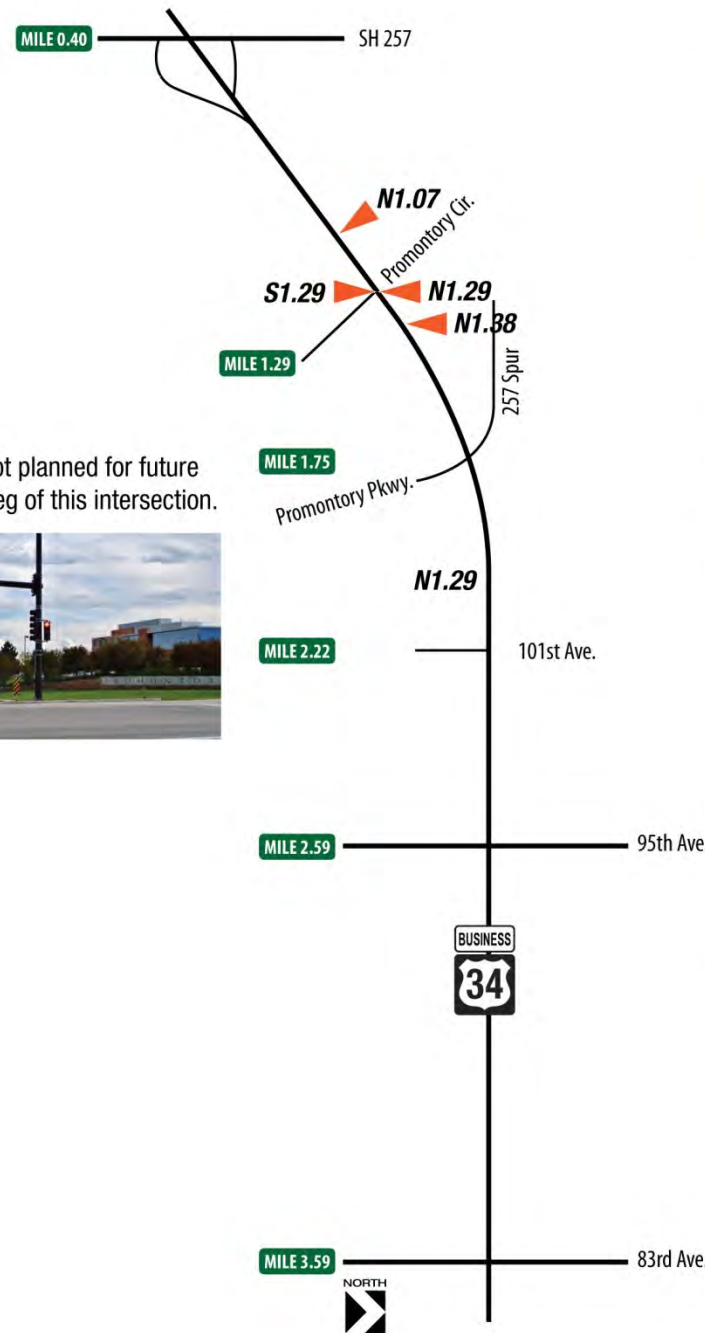 MILE 0.40
SH 257
N1.07
Promontory Cir.
S1.29
N1.29
N1.38
MILE 1.29
257 Spur
ot planned for future
eg of this intersection.
MILE 1.75
Promontory Pkwy.
N1.29
MILE 2.22
101st Ave.
MILE 2.59
95th Ave
BUSINESS
34
MILE 3.59
83rd Ave.
NORTH